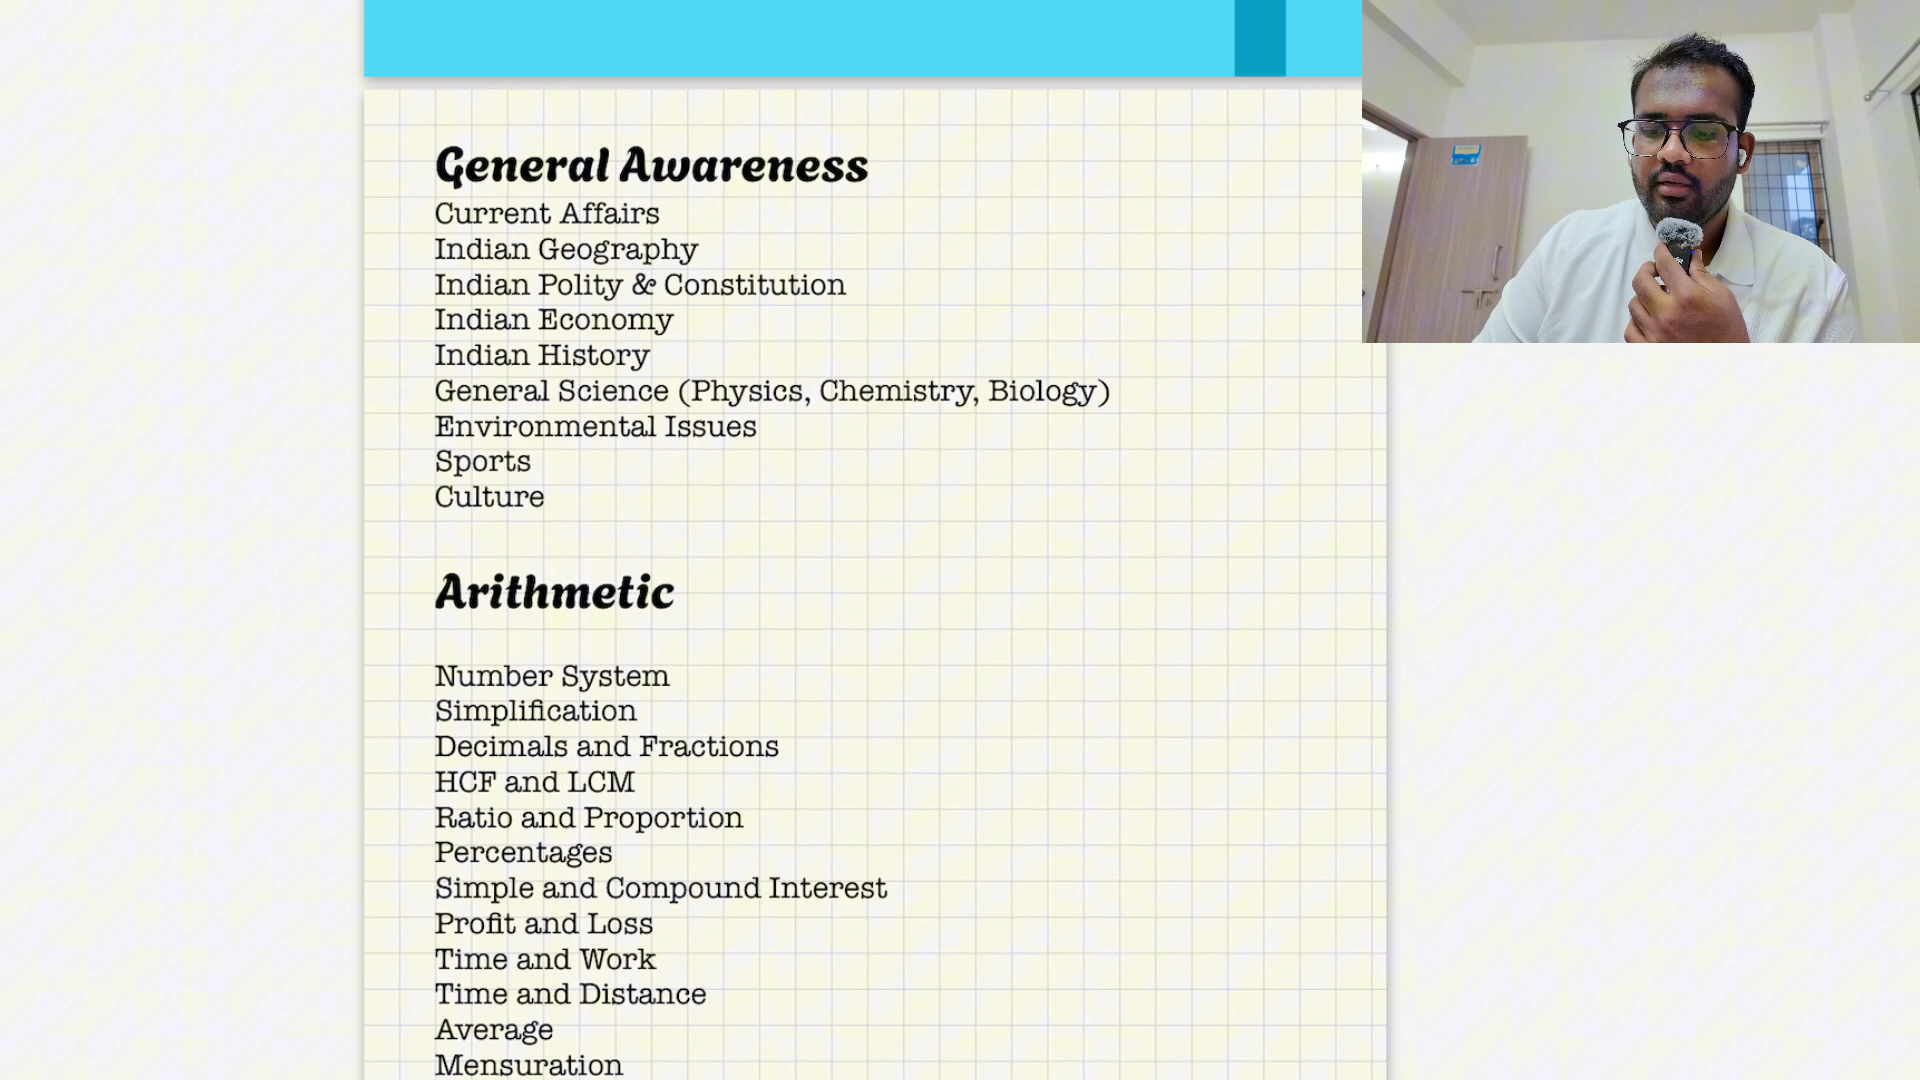 General Awareness
Current Affairs
Indian Geography
Indian Polity & Constitution
Indian Economy
Indian History
General Science (Physics, Chemistry, Biology)
Environmental Issues
Sports
Culture
Arithmetic
Number System
Simplification
Decimals and Fractions
HCF and LCM
Ratio and Proportion
Percentages
Simple and Compound Interest
Profit and Loss
Time and Work
Time and Distance
Average
Mensuration